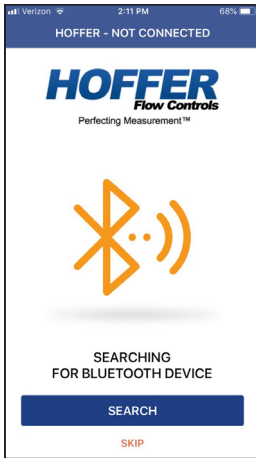 Verizon 2:11 PM 68%
HOFFER - NOT CONNECTED
HOFFER
Flow Controls
Perfecting Measurement™
SEARCHING
FOR BLUETOOTH DEVICE
SEARCH
SKIP